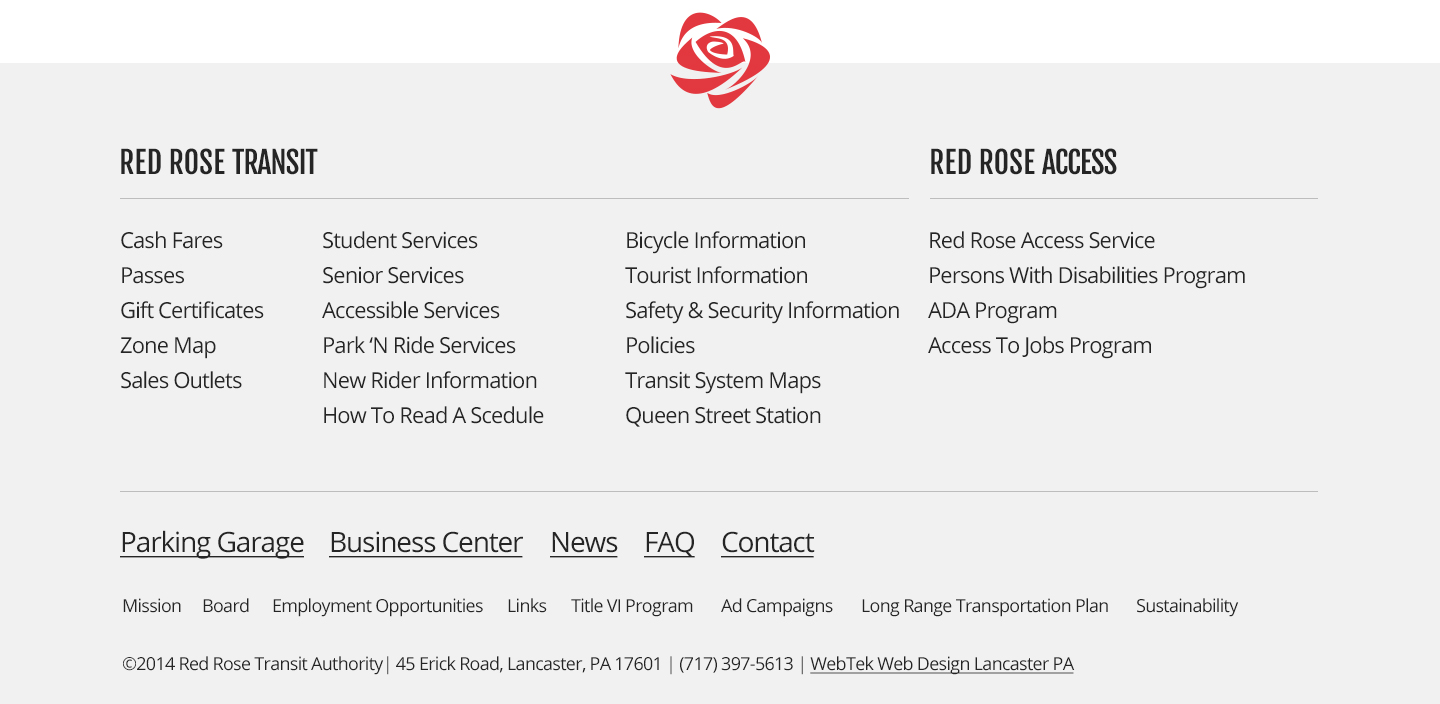 RED ROSE TRANSIT
Cash Fares
Passes
Gift Certificates
Zone Map
Sales Outlets
Student Services
Senior Services
Accessible Services
Park ‘N Ride Services
New Rider Information
How To Read A Scedule
Bicycle Information
Tourist Information
Safety & Security Information
Policies
Transit System Maps
Queen Street Station
RED ROSE ACCESS
Red Rose Access Service
Persons With Disabilities Program
ADA Program
Access To Jobs Program
Parking Garage Business Center News FAQ Contact
Mission Board Employment Opportunities Links Title VI Program Ad Campaigns Long Range Transportation Plan Sustainability
©2014 Red Rose Transit Authority| 45 Erick Road, Lancaster, PA 17601 | (717) 397-5613 | WebTek Web Design Lancaster PA